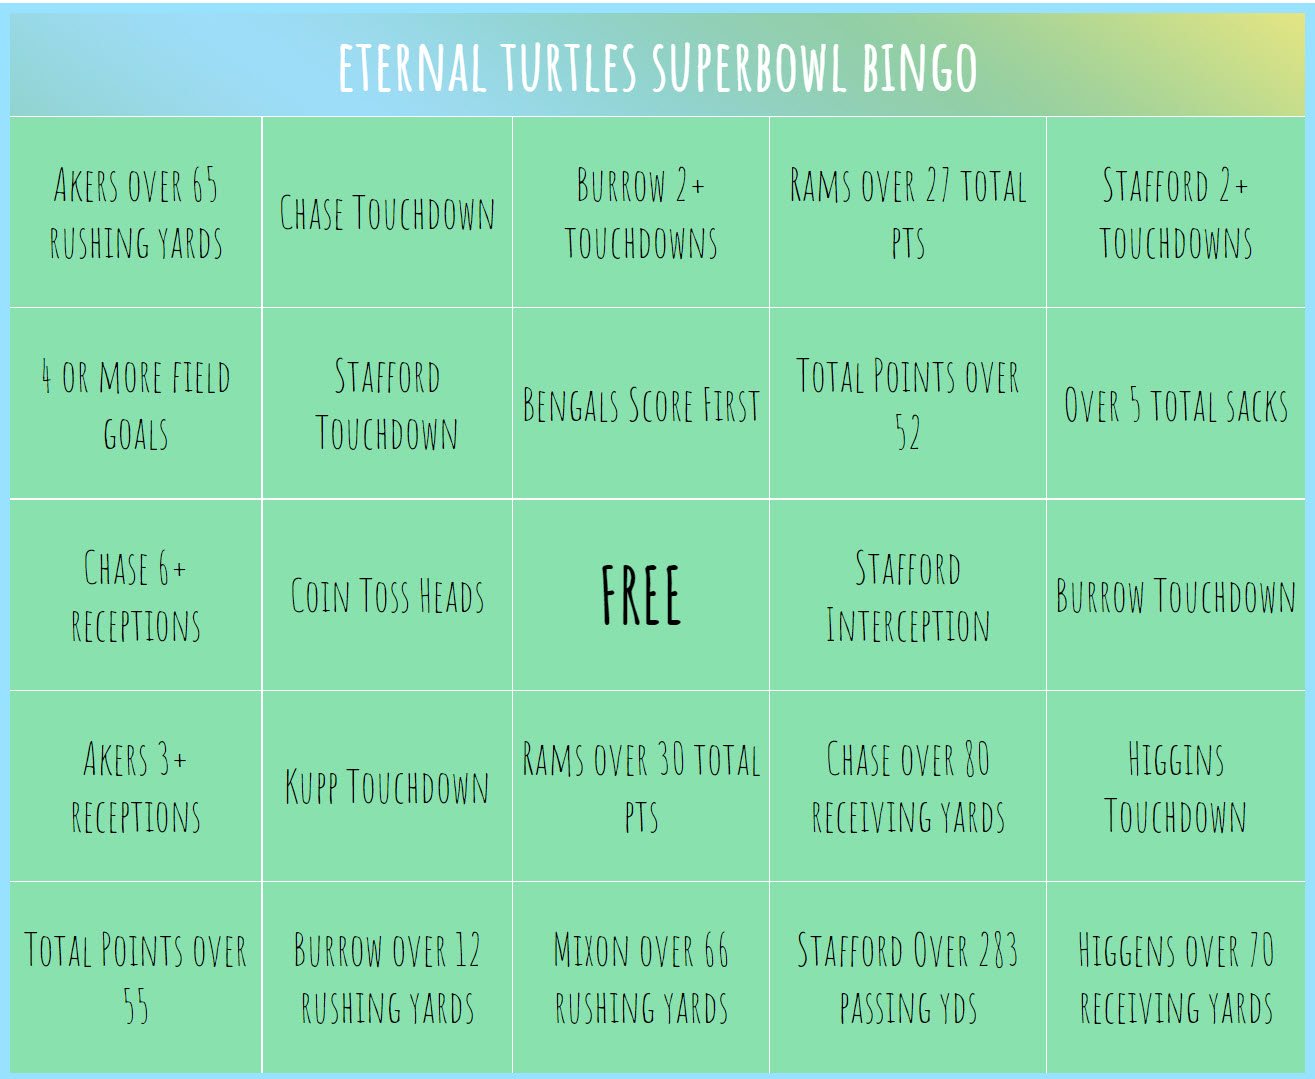 ETERNAL TURTLES SUPERBOWL BINGO
AKERS OVER 65
RUSHING YARDS
CHASE TOUCHDOWN
BURROW 2+
TOUCHDOWNS
RAMS OVER 27 TOTAL
PTS
STAFFORD 2+
TOUCHDOWNS
4 OR MORE FIELD
GOALS
STAFFORD
TOUCHDOWN
BENGALS SCORE FIRST
TOTAL POINTS OVER
52
OVER 5 TOTAL SACKS
CHASE 6+
RECEPTIONS
COIN TOSS HEADS
FREE
STAFFORD
INTERCEPTION
BURROW TOUCHDOWN
AKERS 3+
RECEPTIONS
KUPP TOUCHDOWN
RAMS OVER 30 TOTAL
PTS
CHASE OVER 80
RECEIVING YARDS
HIGGINS
TOUCHDOWN
TOTAL POINTS OVER
55
BURROW OVER 12
RUSHING YARDS
MIXON OVER 66
RUSHING YARDS
STAFFORD OVER 283
PASSING YDS
HIGGENS OVER 70
RECEIVING YARDS